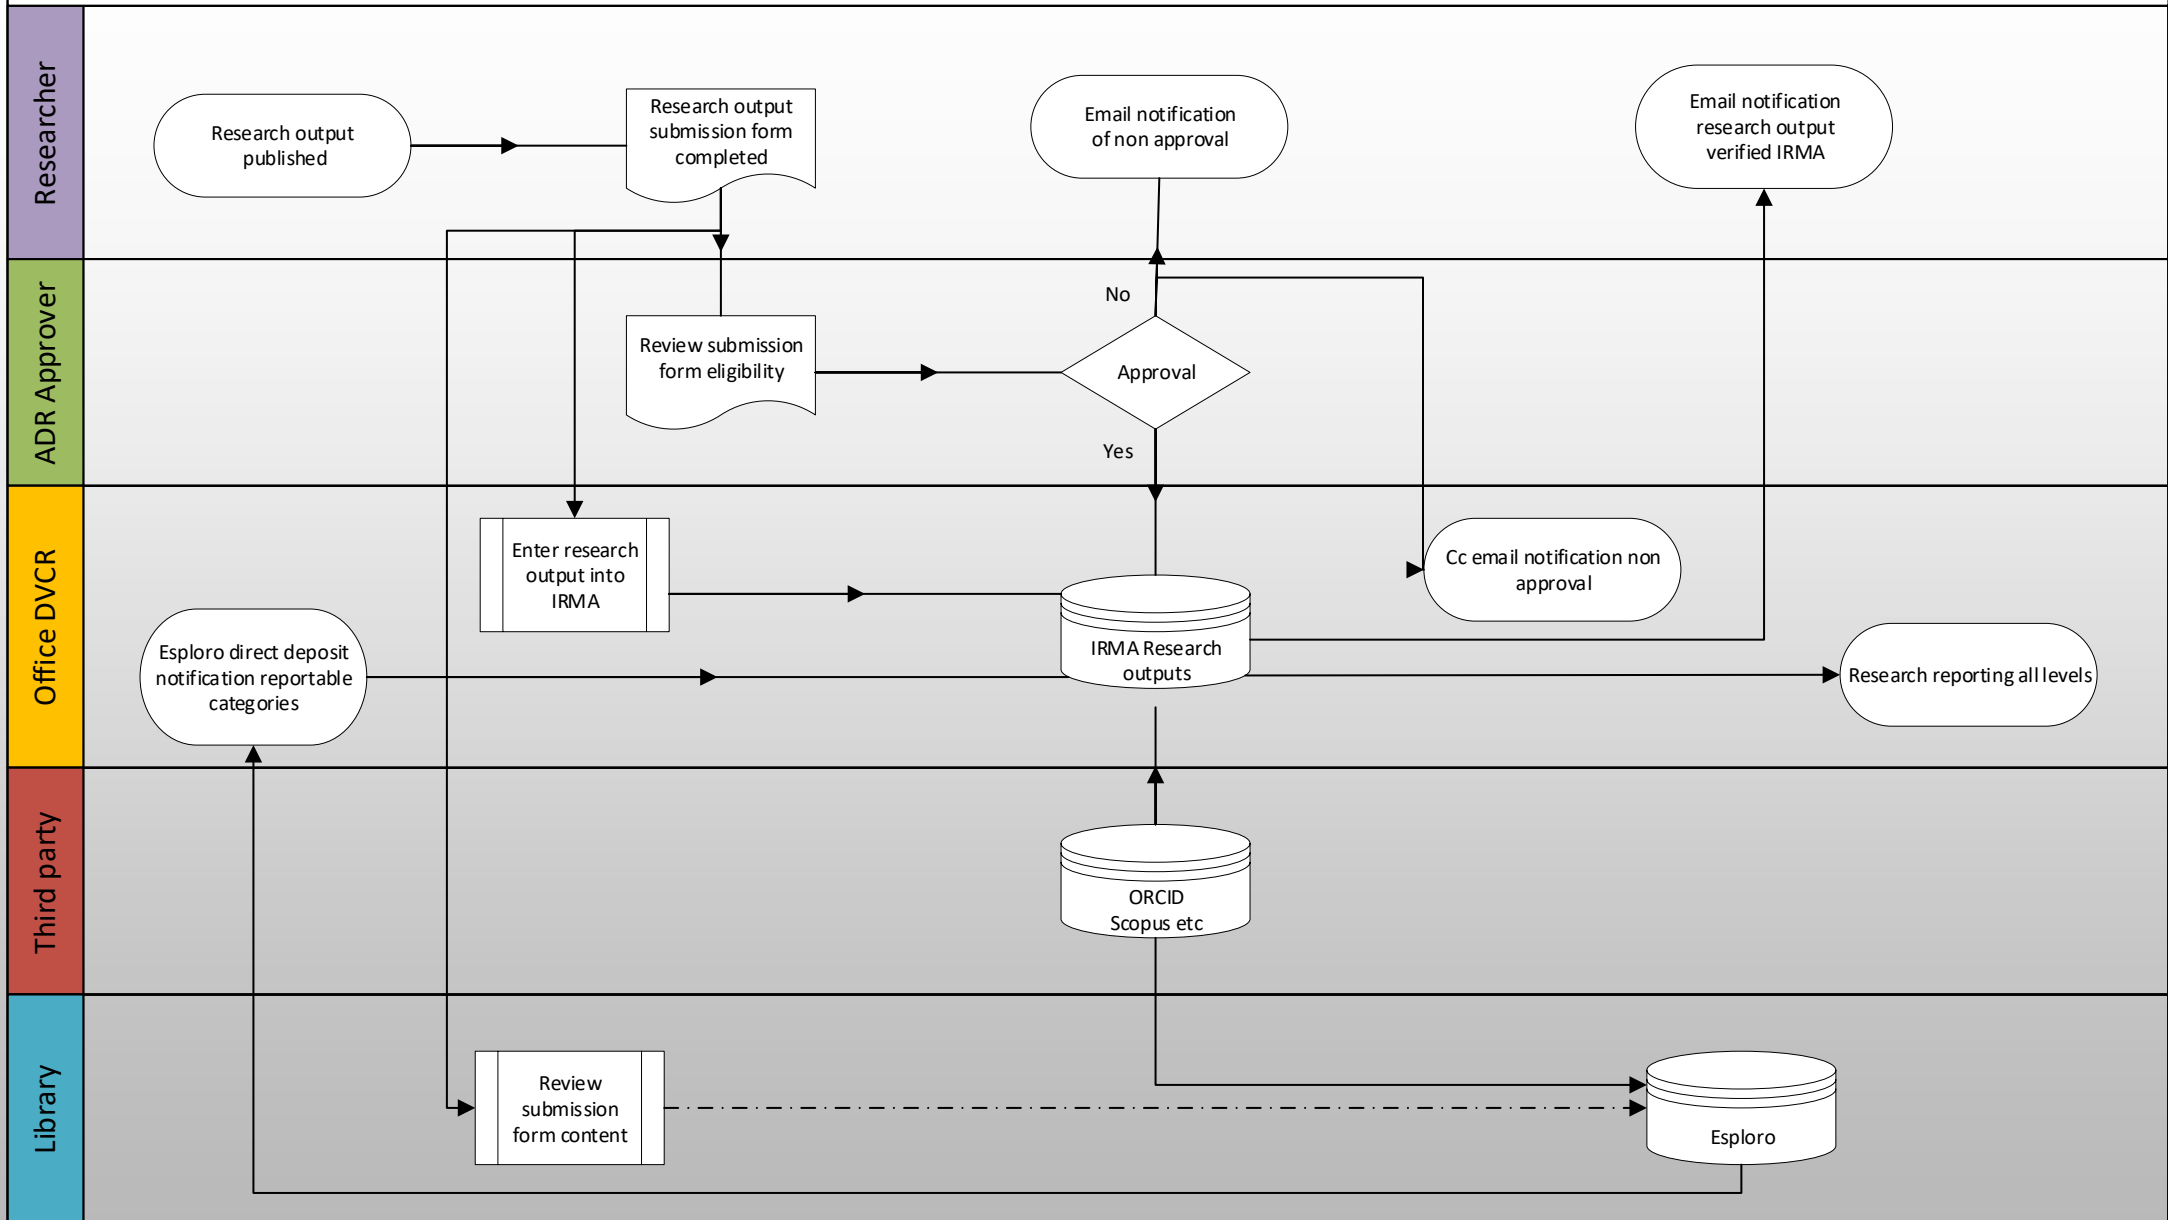 Researcher
Research output
published
Research output
submission form
completed
Email notification
of non approval
Email notification
research output
verified IRMA
ADR Approver
Review submission
form eligibility
No
Approval
Yes
Office DVCR
Enter research
output into
IRMA
Esploro direct deposit
notification reportable
categories
IRMA Research
outputs
Cc email notification non
approval
Research reporting all levels
Third party
ORCID
Scopus etc
Library
Review
submission
form content
Esploro